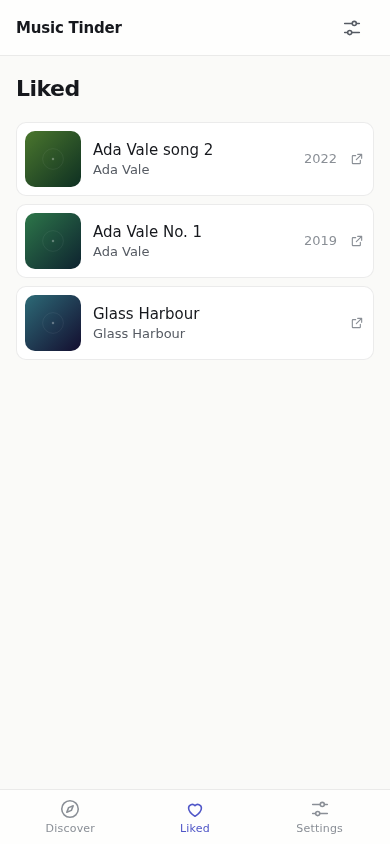 Music Tinder
Liked
Ada Vale song 2
Ada Vale
2022
Ada Vale No. 1
Ada Vale
2019
Glass Harbour
Glass Harbour
Discover
Liked
Settings